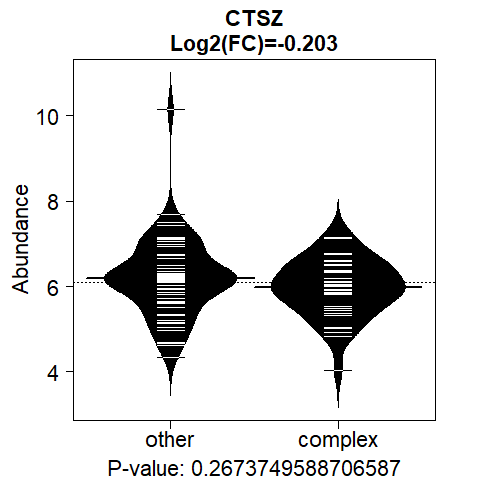 CTSZ
Log2(FC)=-0.203
Abundance
10
8
6
4
other complex
P-value: 0.2673749588706587